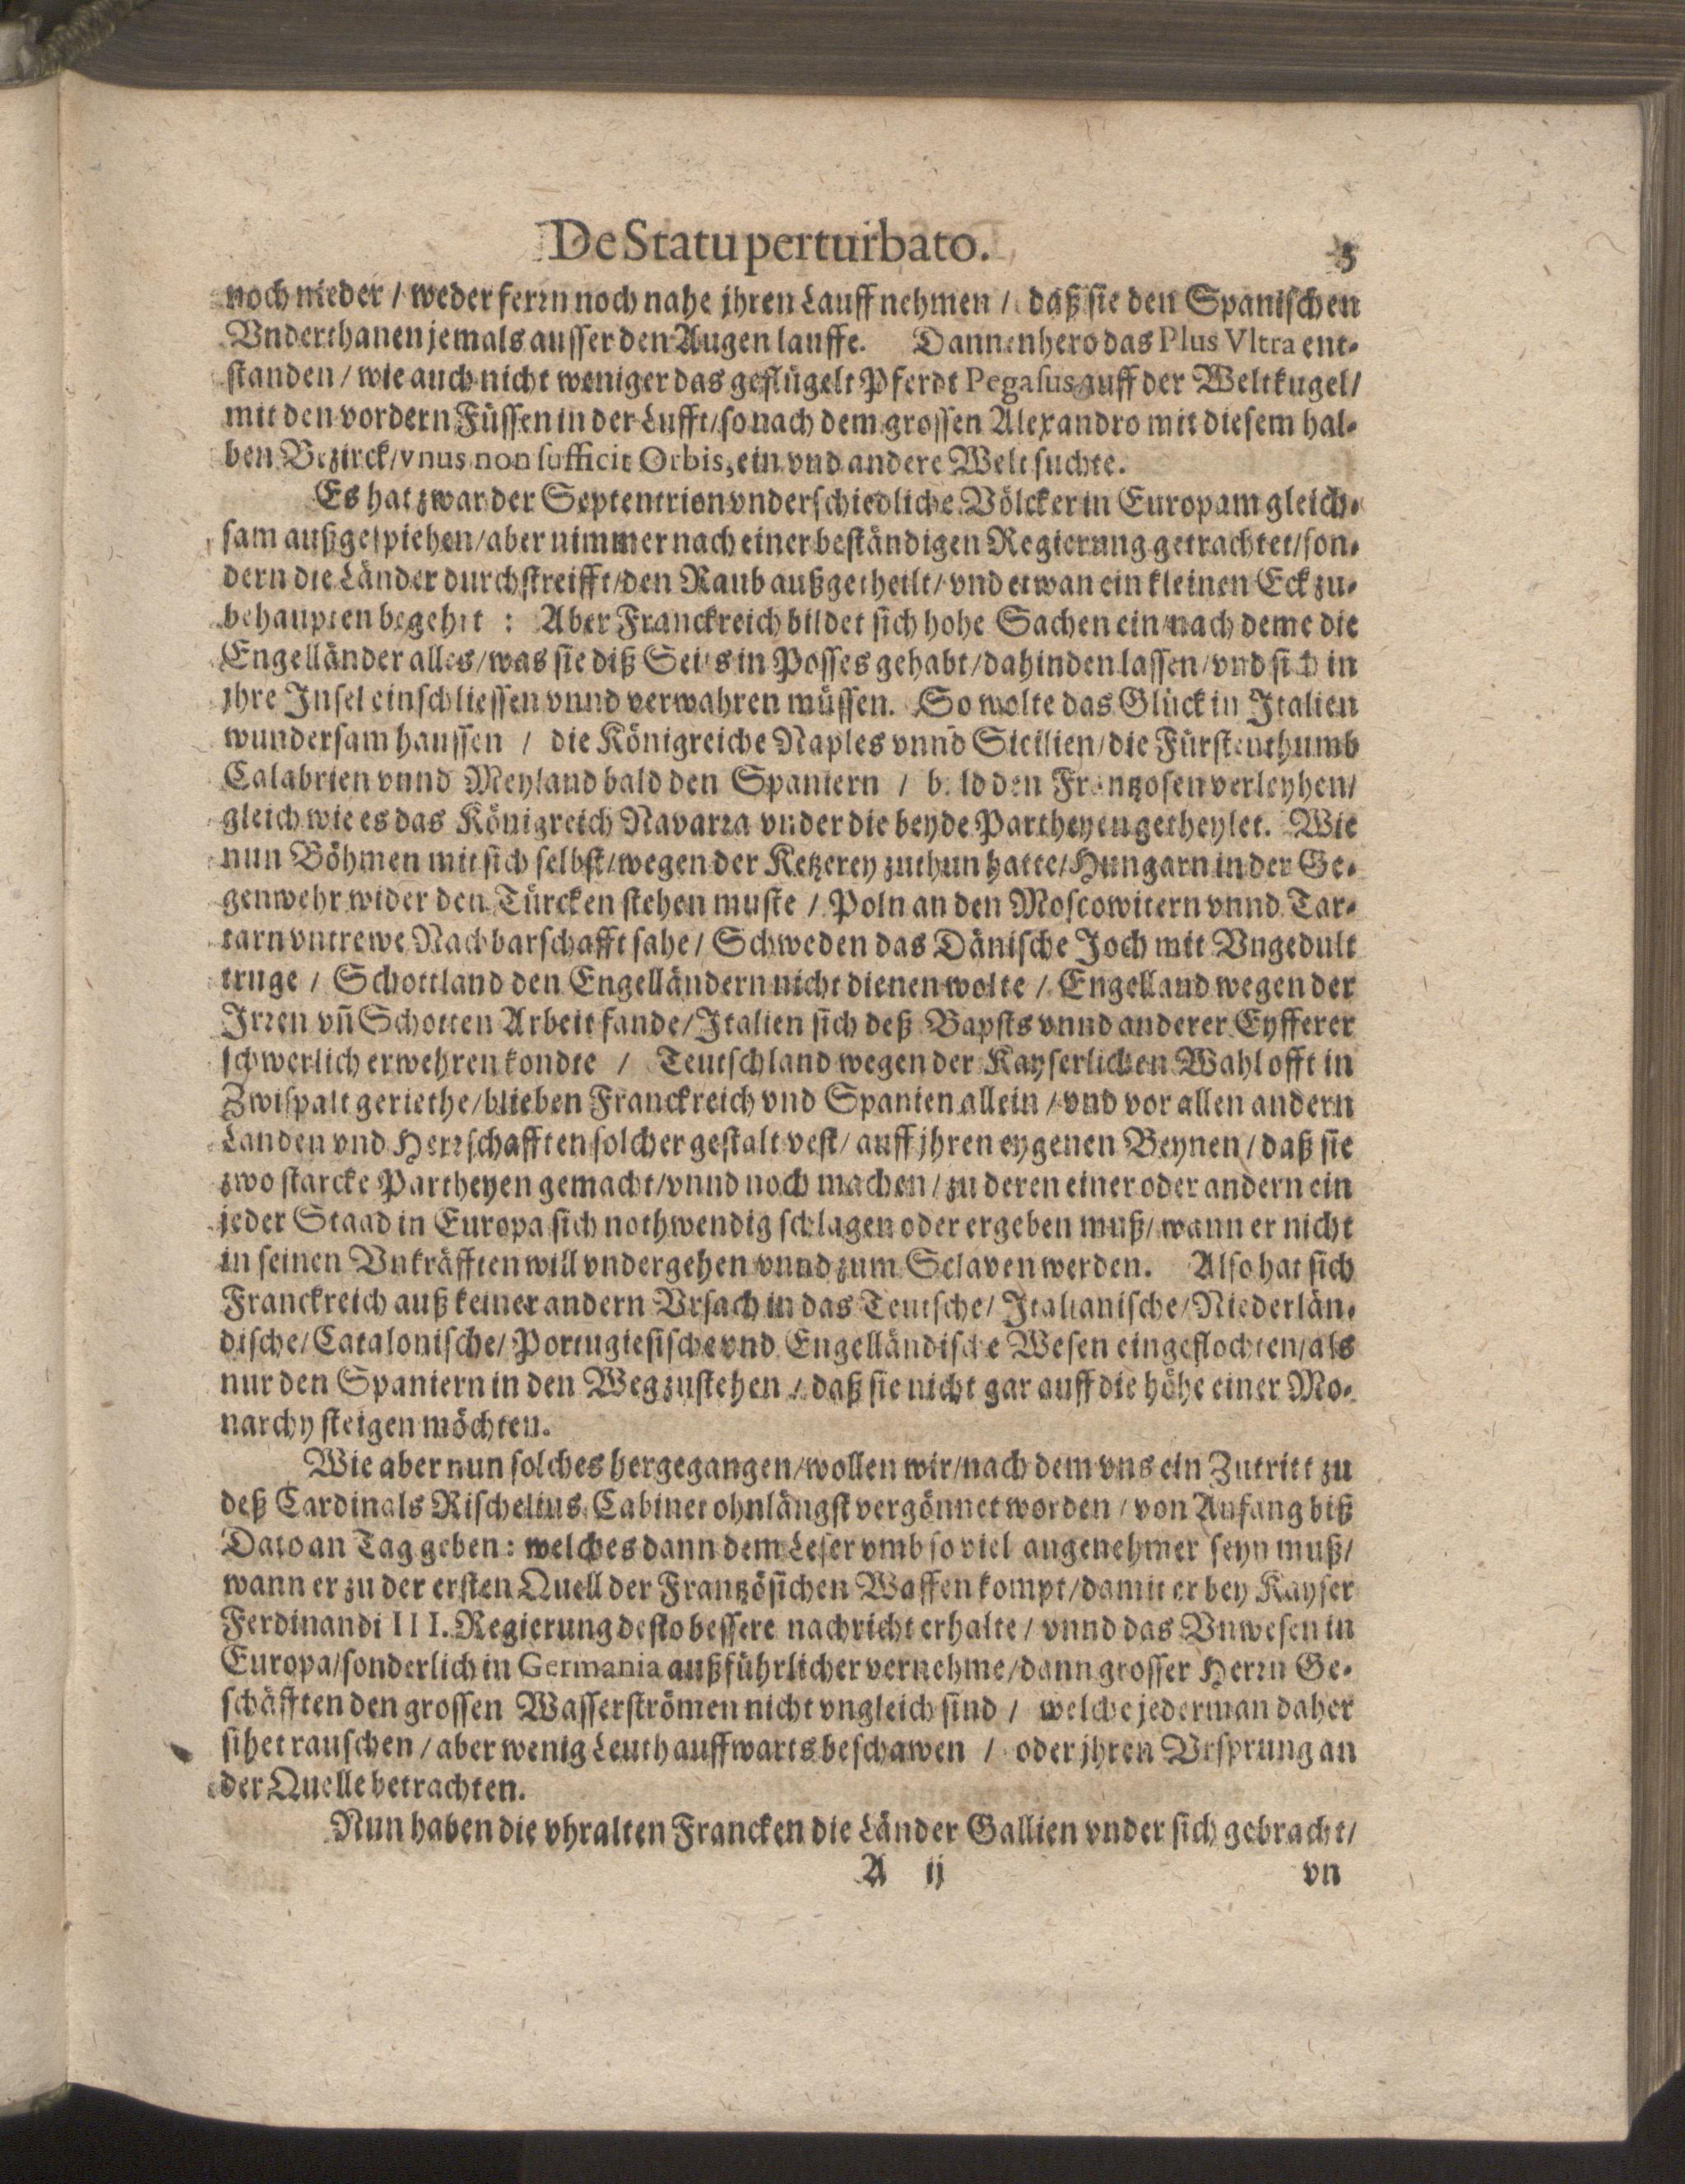 De Statu perturbato. 3
noch nieder / weder ferrn noch nahe jhren Lauff nehmen / daß sie den Spanischen
Vnderthanen jemals ausser den Augen lauffe. Dannenhero das Plus Vltra ent-
standen / wie auch nicht weniger das geflügelt Pferdt Pegasus auff der Weltkugel /
mit den vordern Füssen in der Lufft / so nach dem grossen Alexandro mit diesem hal-
ben Bezirck / vnus non sufficit Orbis, ein vnd andere Welt suchte.
Es hat zwar der Septentrion vnderschiedliche Völcker in Europam gleich-
sam außgespiehen / aber nimmer nach einer beständigen Regierung getrachtet / son-
dern die Länder durchstreifft / den Raub außgetheilt / vnd etwan ein kleinen Eck zu-
behaupten begehrt : Aber Franckreich bildet sich hohe Sachen ein / nach deme die
Engelländer alles / was sie diß Seits in Posses gehabt / dahinden lassen / vnd sich in
jhre Insel einschliessen vnnd verwahren müssen. So wolte das Glück in Italien
wundersam haussen / die Königreiche Naples vnnd Sicilien / die Fürstenthumb
Calabrien vnnd Meyland bald den Spaniern / bald den Frantzosen verleyhen /
gleich wie es das Königreich Navarra vnder die beyde Partheyen getheylet. Wie
nun Böhmen mit sich selbst / wegen der Ketzerey zuthun hatte / Hungarn in der Ge-
genwehr wider den Türcken stehen muste / Poln an den Moscowitern vnnd Tar-
tarn vntrewe Nachbarschafft sahe / Schweden das Dänische Joch mit Vngedult
truge / Schottland den Engelländern nicht dienen wolte / Engelland wegen der
Irren vn̄ Schotten Arbeit fande / Italien sich deß Bapsts vnnd anderer Eyfferer
schwerlich erwehren kondte / Teutschland wegen der Kayserlichen Wahl offt in
Zwispalt geriethe / blieben Franckreich vnd Spanien allein / vnd vor allen andern
Landen vnd Herrschafften solcher gestalt vest / auff jhren eygenen Beynen / daß sie
zwo starcke Partheyen gemacht / vnnd noch machen / zu deren einer oder andern ein
jeder Staad in Europa sich nothwendig schlagen oder ergeben muß / wann er nicht
in seinen Vnkräfften will vndergehen vnnd zum Sclaven werden. Also hat sich
Franckreich auß keiner andern Vrsach in das Teutsche / Italianische / Niederlän-
dische / Catalonische / Portugiesische vnd Engelländische Wesen eingeflochten / als
nur den Spaniern in den Weg zustehen / daß sie nicht gar auff die höhe einer Mo-
narchy steigen möchten.
Wie aber nun solches hergegangen / wollen wir / nach dem vns ein Zutritt zu
deß Cardinals Rischelius Cabinet ohnlängst vergönnet worden / von Anfang biß
Dato an Tag geben : welches dann dem Leser vmb so viel angenehmer seyn muß /
wann er zu der ersten Quell der Frantzösichen Waffen kompt / damit er bey Kayser
Ferdinandi III. Regierung desto bessere nachricht erhalte / vnnd das Vnwesen in
Europa / sonderlich in Germania außführlicher vernehme / dann grosser Herrn Ge-
schäfften den grossen Wasserströmen nicht vngleich sind / welche jederman daher
sihet rauschen / aber wenig Leuth auffwarts beschawen / oder jhren Vrsprung an
der Quelle betrachten.
Nun haben die vhralten Francken die Länder Gallien vnder sich gebracht /
A ij vn